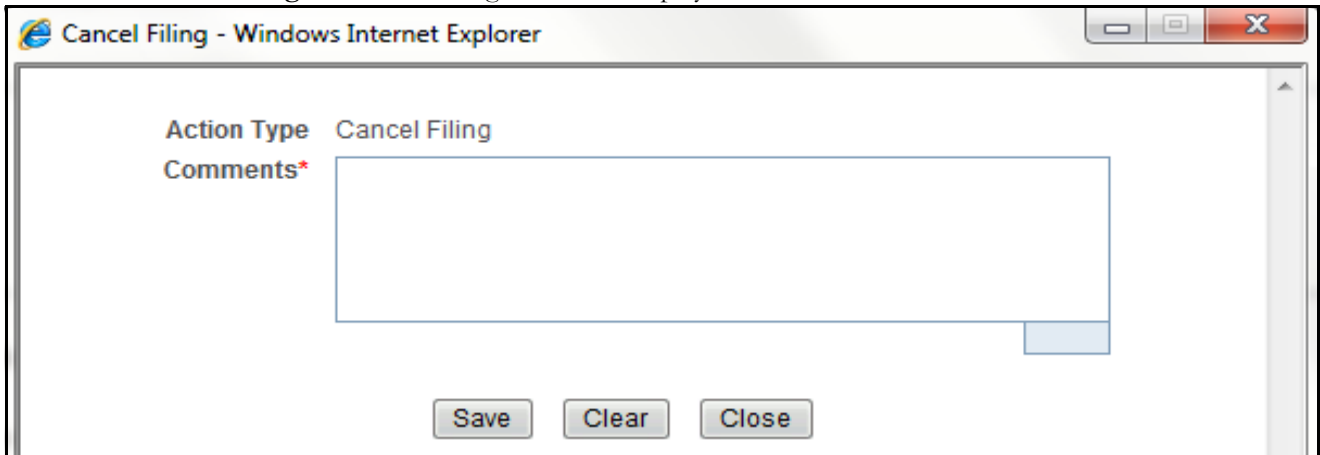 Cancel Filing - Windows Internet Explorer
Action Type Cancel Filing
Comments*
Save Clear Close